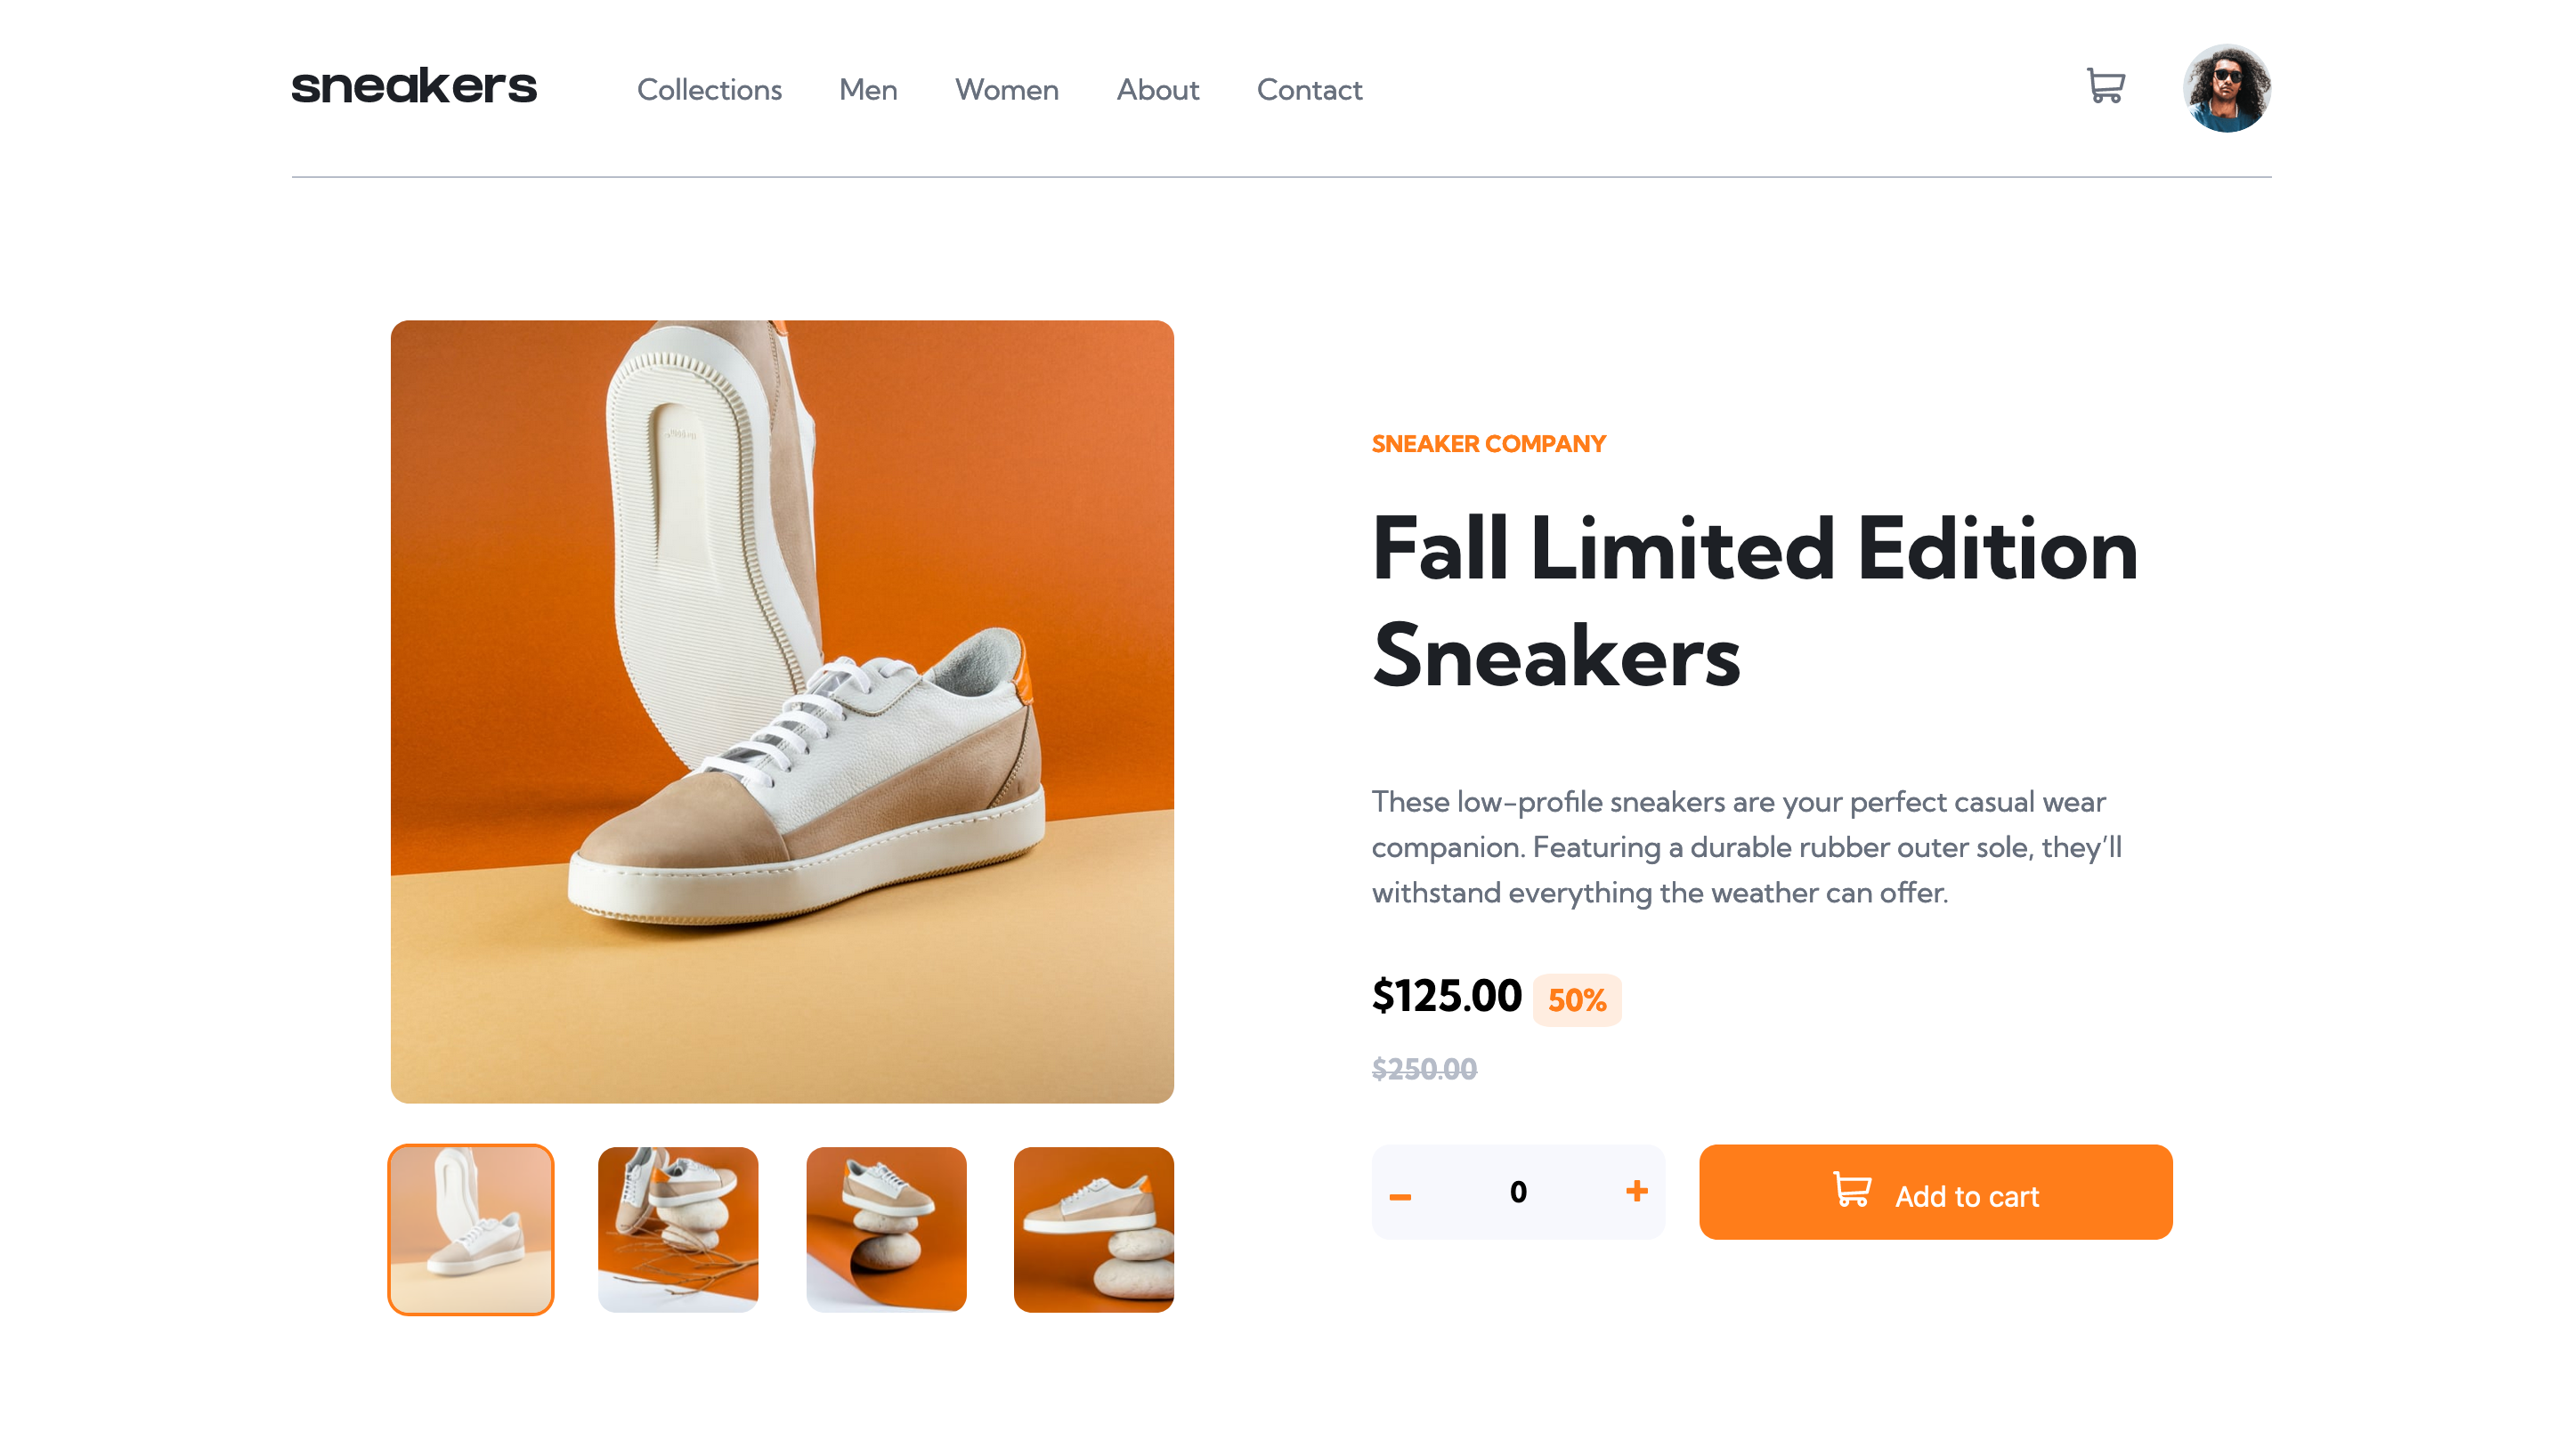 sneakers
Collections Men Women About Contact
SNEAKER COMPANY
Fall Limited Edition
Sneakers
These low-profile sneakers are your perfect casual wear
companion. Featuring a durable rubber outer sole, they’ll
withstand everything the weather can offer.
$125.00 50%
$250.00
– 0 + Add to cart